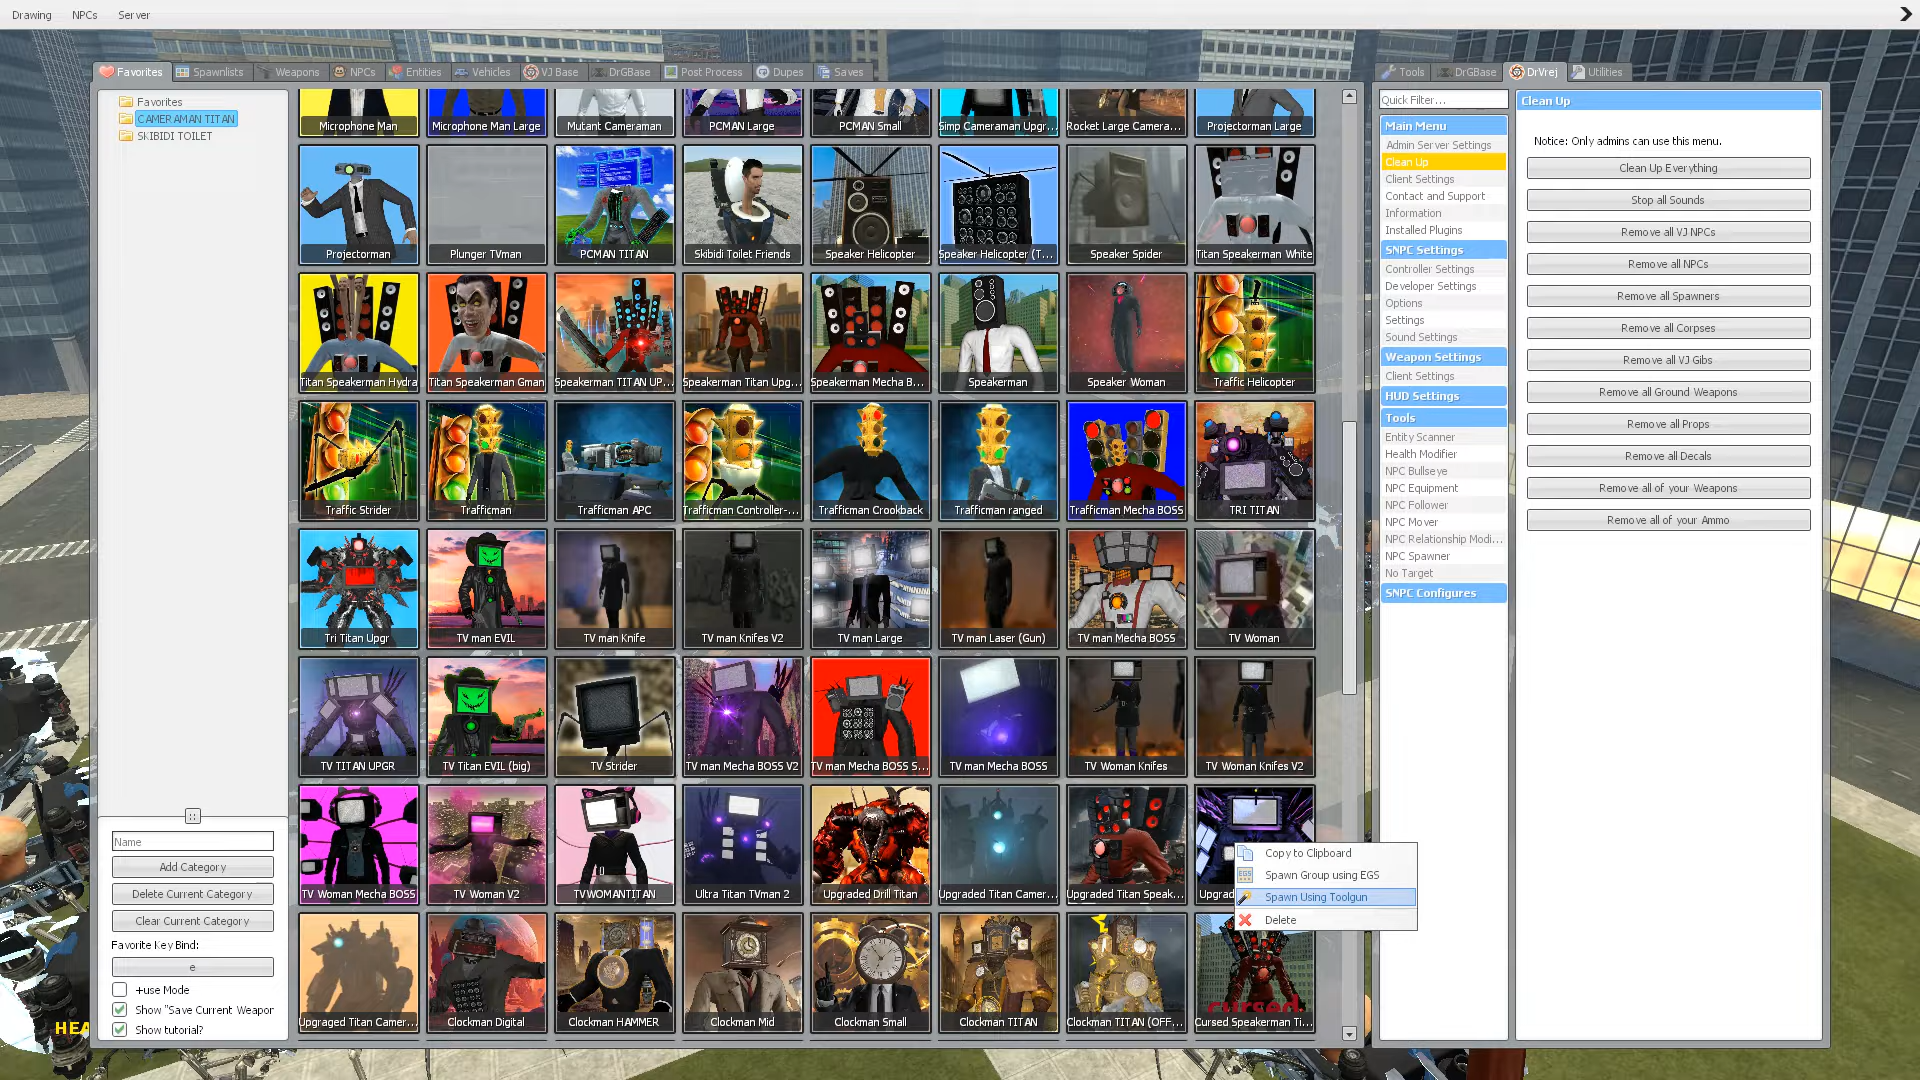 Drawing NPCs Server
Favorites Spawnlists Weapons NPCs Entities Vehicles VJ Base DrGBase Post Process Dupes Saves
Tools DrGBase DrVrej Utilities
Favorites
CAMERAMAN TITAN
SKIBIDI TOILET
Microphone Man
Microphone Man Large
Mutant Cameraman
PCMAN Large
PCMAN Small
Simp Cameraman Upgr...
Rocket Large Camera...
Projectorman Large
Projectorman
Plunger TVman
PCMAN TITAN
Skibidi Toilet Friends
Speaker Helicopter
Speaker Helicopter (T...
Speaker Spider
Titan Speakerman White
Titan Speakerman Hydra
Titan Speakerman Gman
Speakerman TITAN UP...
Speakerman Titan Upg...
Speakerman Mecha B...
Speakerman
Speaker Woman
Traffic Helicopter
Traffic Strider
Trafficman
Trafficman APC
Trafficman Controller-...
Trafficman Crookback
Trafficman ranged
Trafficman Mecha BOSS
TRI TITAN
Tri Titan Upgr
TV man EVIL
TV man Knife
TV man Knifes V2
TV man Large
TV man Laser (Gun)
TV man Mecha BOSS
TV Woman
TV TITAN UPGR
TV Titan EVIL (big)
TV Strider
TV man Mecha BOSS V2
TV man Mecha BOSS S...
TV man Mecha BOSS
TV Woman Knifes
TV Woman Knifes V2
TV Woman Mecha BOSS
TV Woman V2
TVWOMANTITAN
Ultra Titan TVman 2
Upgraded Drill Titan
Upgraded Titan Camer...
Upgraded Titan Speak...
Upgrad
Upgraged Titan Camer...
Clockman Digital
Clockman HAMMER
Clockman Mid
Clockman Small
Clockman TITAN
Clockman TITAN (OFF...
cursed
Cursed Speakerman Ti...
Copy to Clipboard
Spawn Group using EGS
Spawn Using Toolgun
Delete
Name
Add Category
Delete Current Category
Clear Current Category
Favorite Key Bind:
e
+use Mode
Show "Save Current Weapor
Show tutorial?
HEA
Quick Filter...
Main Menu
Admin Server Settings
Clean Up
Client Settings
Contact and Support
Information
Installed Plugins
SNPC Settings
Controller Settings
Developer Settings
Options
Settings
Sound Settings
Weapon Settings
Client Settings
HUD Settings
Tools
Entity Scanner
Health Modifier
NPC Bullseye
NPC Equipment
NPC Follower
NPC Mover
NPC Relationship Modi...
NPC Spawner
No Target
SNPC Configures
Clean Up
Notice: Only admins can use this menu.
Clean Up Everything
Stop all Sounds
Remove all VJ NPCs
Remove all NPCs
Remove all Spawners
Remove all Corpses
Remove all VJ Gibs
Remove all Ground Weapons
Remove all Props
Remove all Decals
Remove all of your Weapons
Remove all of your Ammo